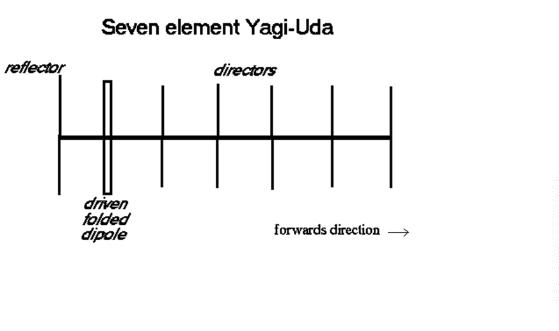 Seven element Yagi-Uda
reflector
directors
driven
folded
dipole
forwards direction